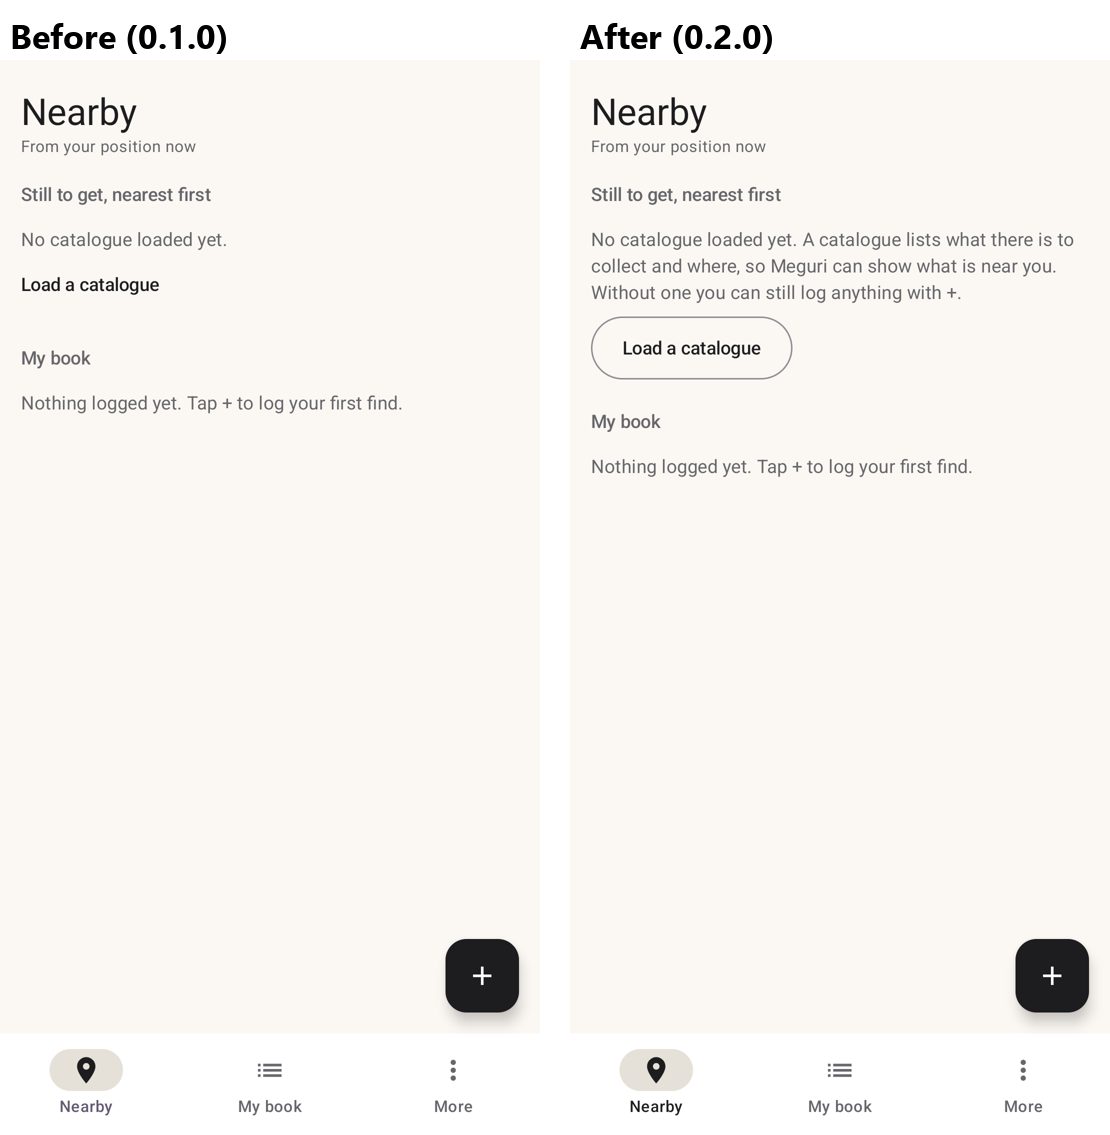 Before (0.1.0)
Nearby
From your position now
Still to get, nearest first
No catalogue loaded yet.
Load a catalogue
My book
Nothing logged yet. Tap + to log your first find.
+
Nearby
My book
More
After (0.2.0)
Nearby
From your position now
Still to get, nearest first
No catalogue loaded yet. A catalogue lists what there is to
collect and where, so Meguri can show what is near you.
Without one you can still log anything with +.
Load a catalogue
My book
Nothing logged yet. Tap + to log your first find.
+
Nearby
My book
More